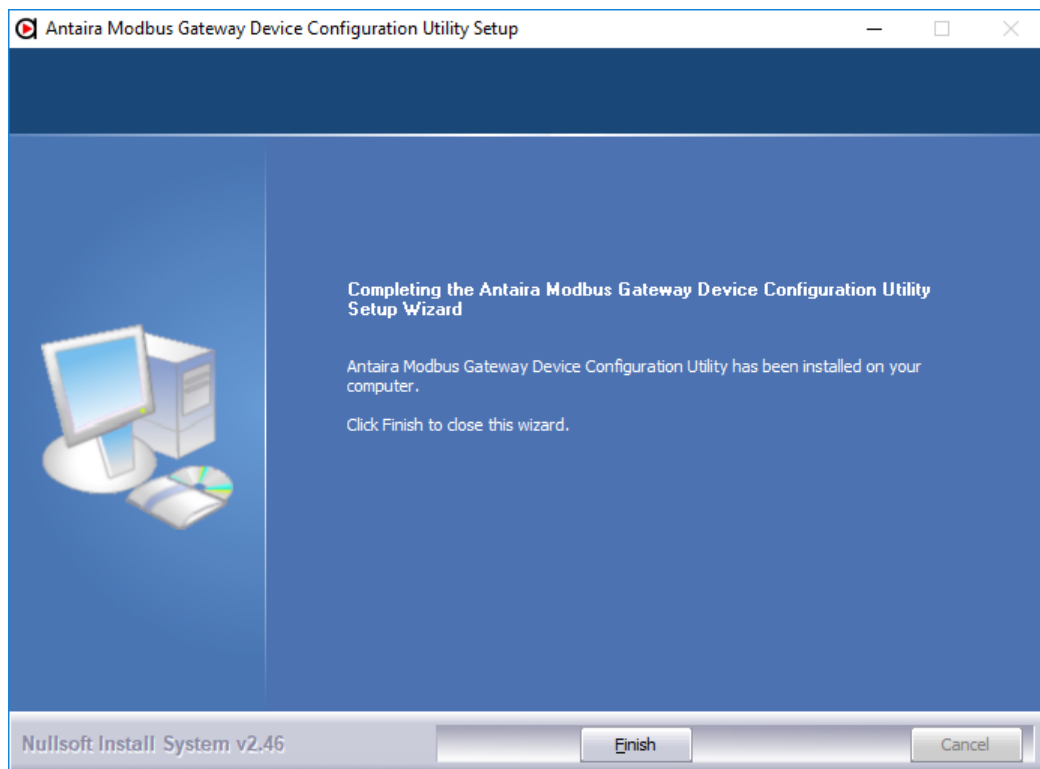 Antaira Modbus Gateway Device Configuration Utility Setup
Completing the Antaira Modbus Gateway Device Configuration Utility
Setup Wizard
Antaira Modbus Gateway Device Configuration Utility has been installed on your
computer.
Click Finish to close this wizard.
Nullsoft Install System v2.46
Finish
Cancel